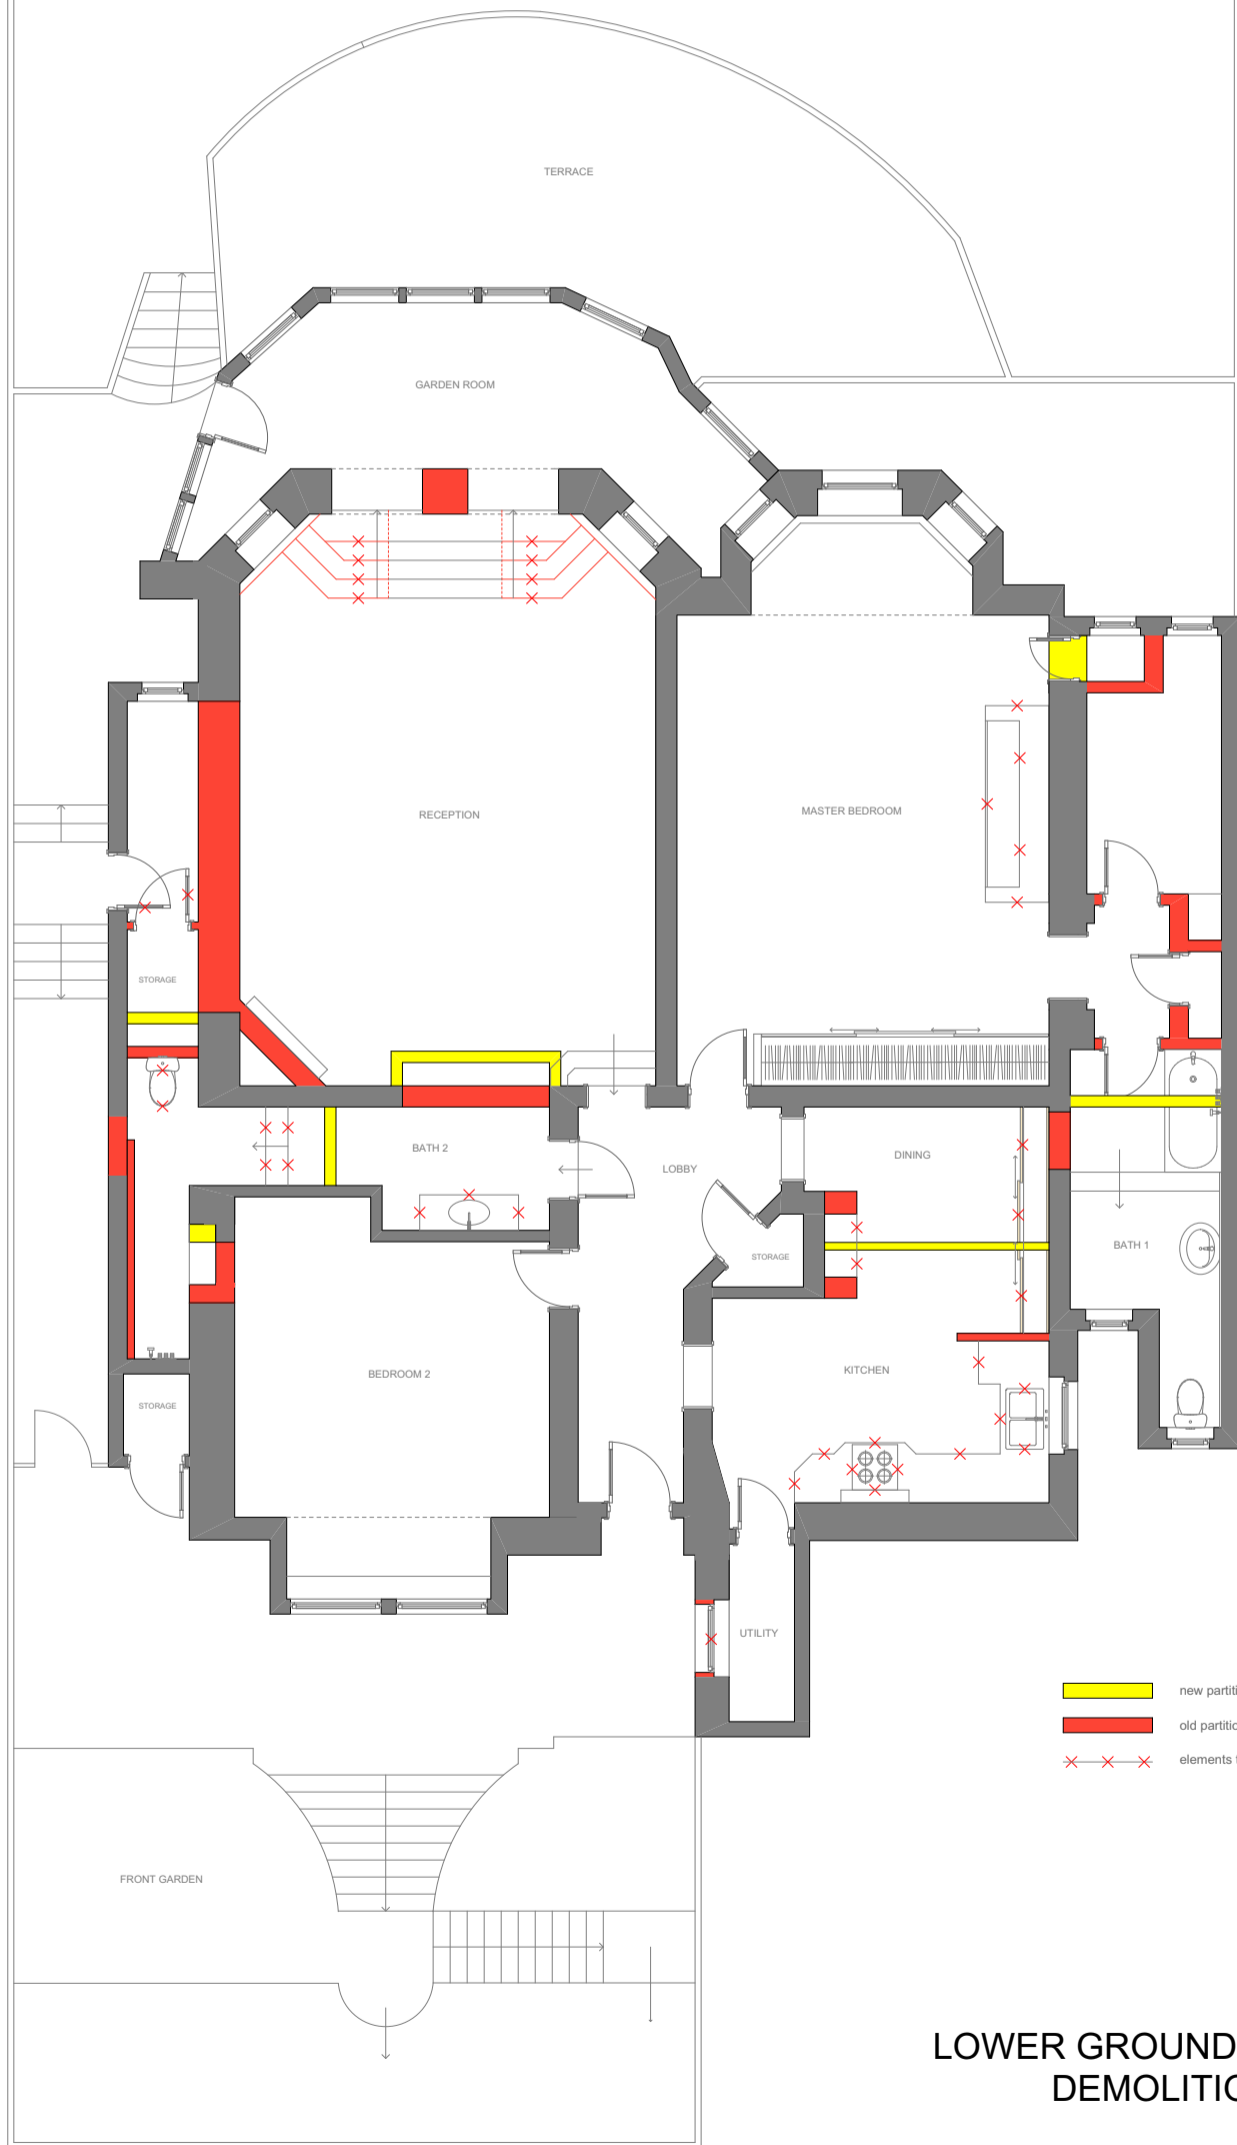 TERRACE
GARDEN ROOM
RECEPTION
MASTER BEDROOM
STORAGE
BATH 2
LOBBY
DINING
STORAGE
BATH 1
BEDROOM 2
KITCHEN
STORAGE
UTILITY
new partiti
old partitio
elements
FRONT GARDEN
LOWER GROUND
DEMOLITIO